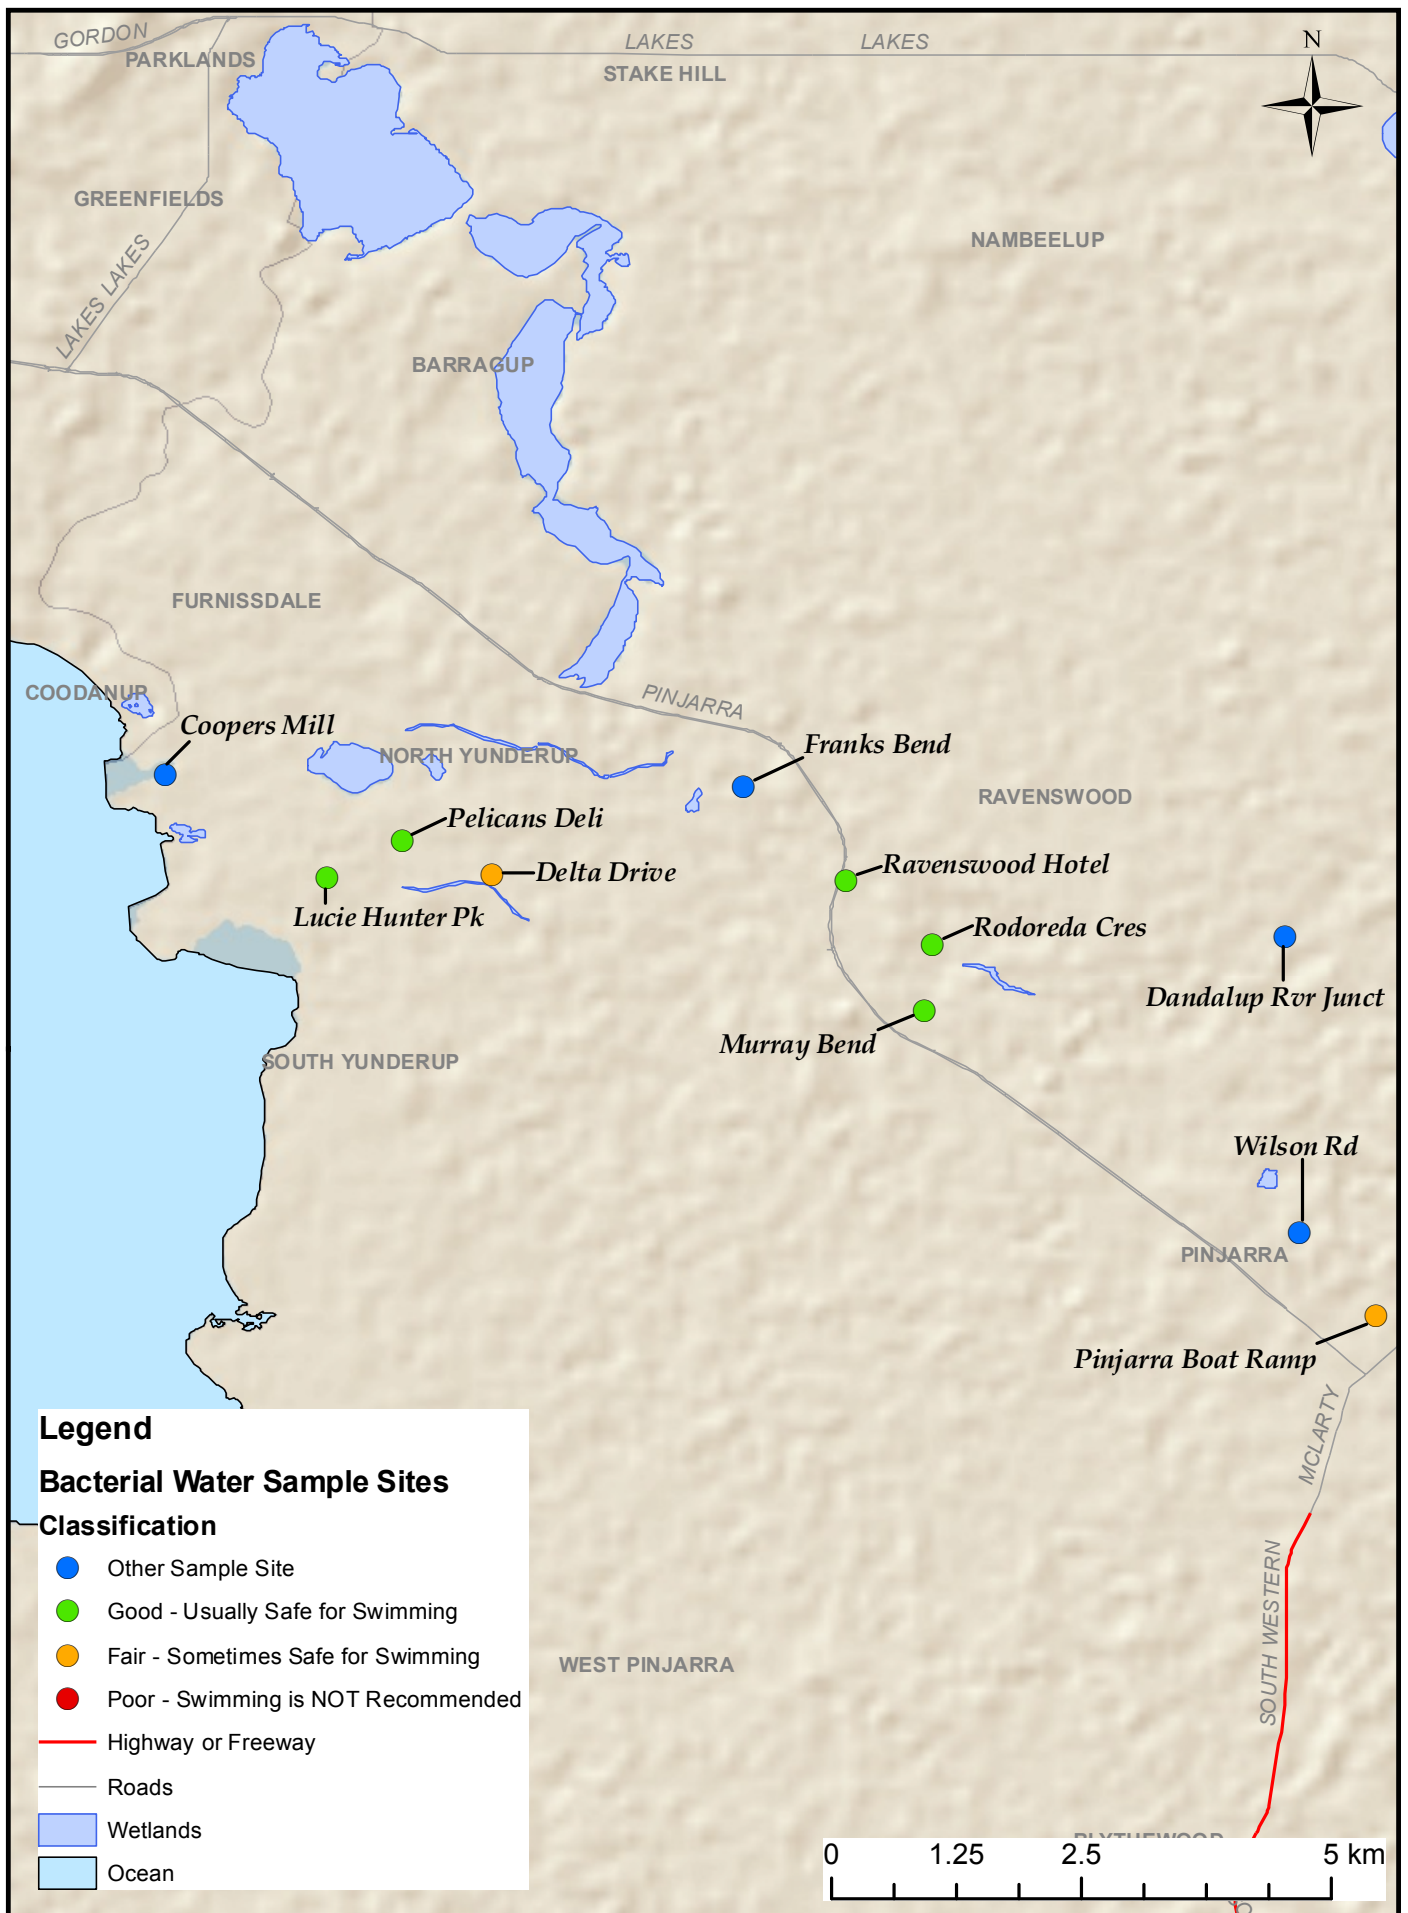 GORDON
LAKES
LAKES
PARKLANDS
STAKE HILL
N
GREENFIELDS
NAMBEELUP
LAKES LAKES
BARRAGUP
FURNISSDALE
COODANUP
PINJARRA
Coopers Mill
NORTH YUNDERUP
Franks Bend
RAVENSWOOD
Pelicans Deli
Delta Drive
Ravenswood Hotel
Lucie Hunter Pk
Rodoreda Cres
Dandalup Rvr Junct
Murray Bend
SOUTH YUNDERUP
Wilson Rd
PINJARRA
Pinjarra Boat Ramp
MCLARTY
SOUTH WESTERN
WEST PINJARRA
Legend
Bacterial Water Sample Sites
Classification
Other Sample Site
Good - Usually Safe for Swimming
Fair - Sometimes Safe for Swimming
Poor - Swimming is NOT Recommended
Highway or Freeway
Roads
Wetlands
Ocean
0 1.25 2.5 5 km